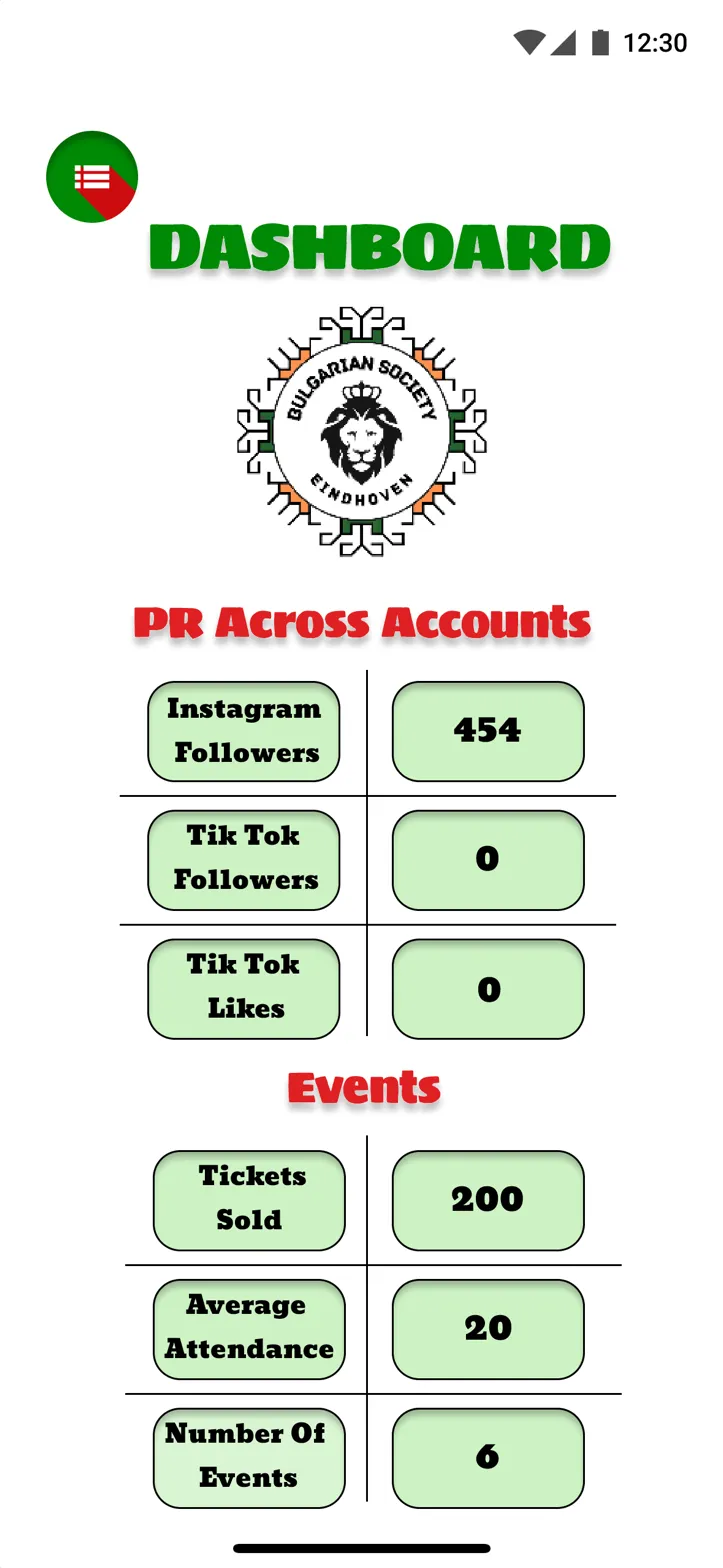 12:30
DASHBOARD
BULGARIAN SOCIETY
EINDHOVEN
PR Across Accounts
Instagram
Followers
454
Tik Tok
Followers
0
Tik Tok
Likes
0
Events
Tickets
Sold
200
Average
Attendance
20
Number Of
Events
6